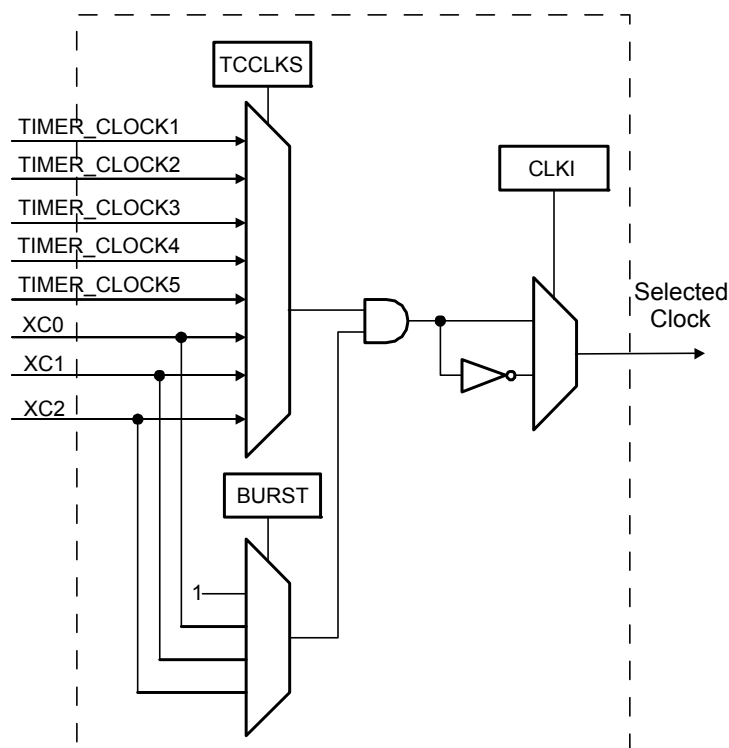 TCCLKS
TIMER_CLOCK1
TIMER_CLOCK2
TIMER_CLOCK3
TIMER_CLOCK4
TIMER_CLOCK5
XC0
XC1
XC2
CLKI
Selected
Clock
BURST
1